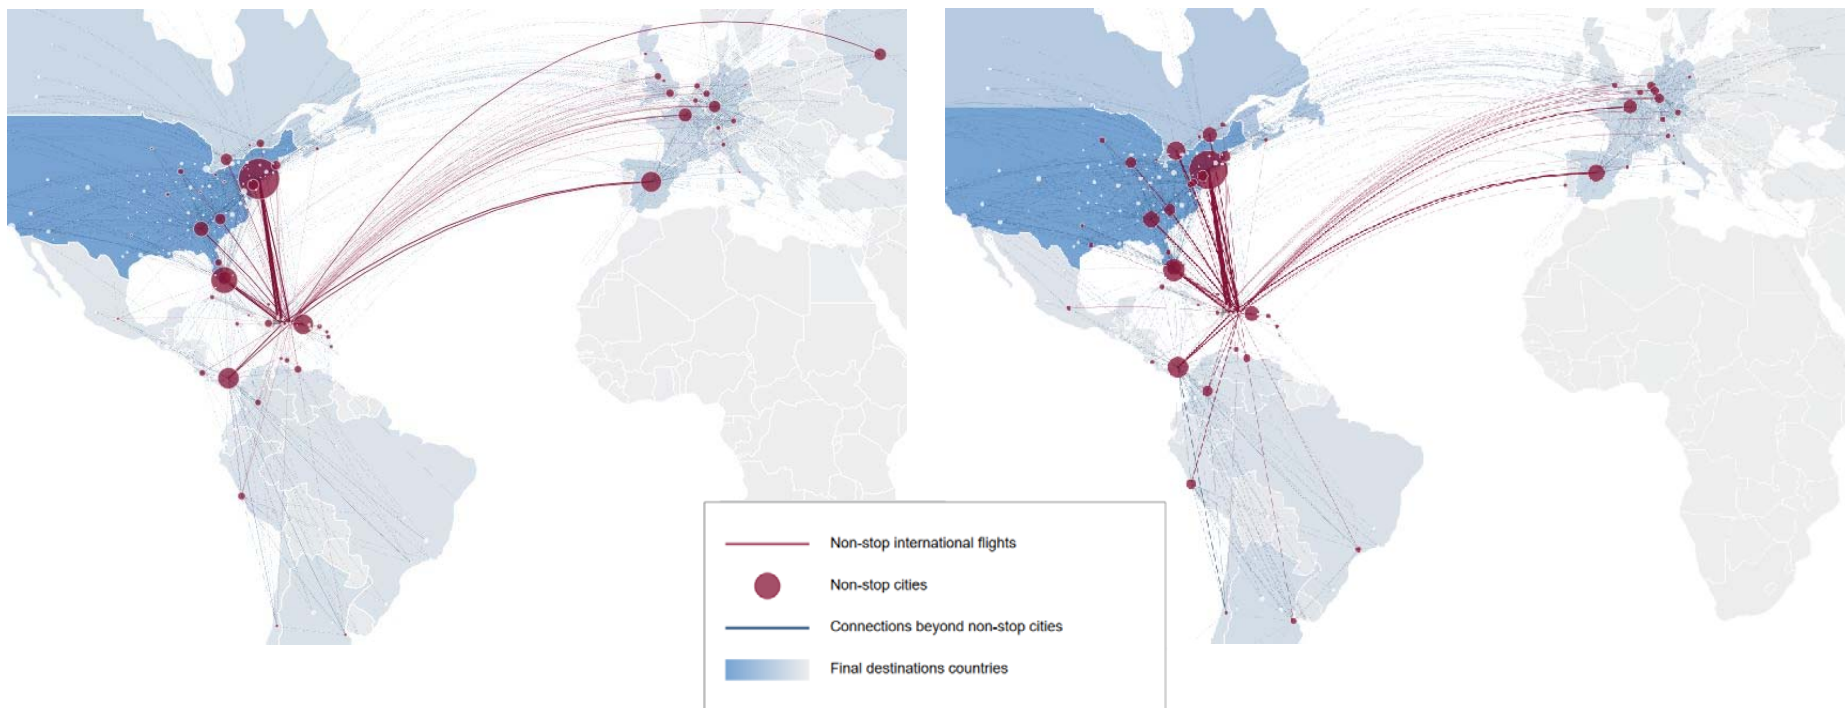 Non-stop international flights
Non-stop cities
Connections beyond non-stop cities
Final destinations countries